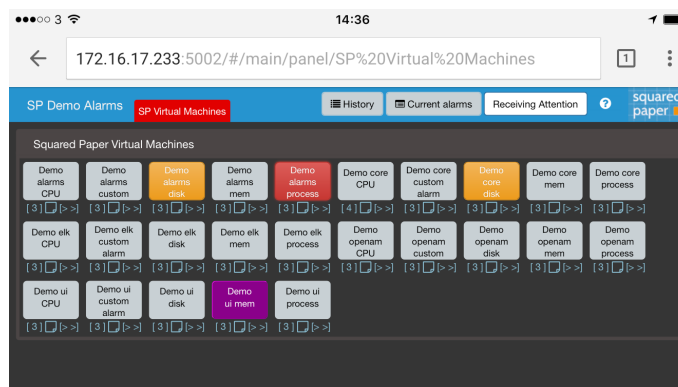 3 14:36
172.16.17.233:5002/#/main/panel/SP%20Virtual%20Machines 1
SP Demo Alarms SP Virtual Machines History Current alarms Receiving Attention ? squared
paper
Squared Paper Virtual Machines
Demo alarms CPU Demo alarms custom Demo alarms disk Demo alarms mem Demo alarms process Demo core CPU Demo core custom alarm Demo core disk Demo core mem Demo core process
[ 3 ] [> >] [ 3 ] [> >] [ 3 ] [> >] [ 3 ] [> >] [ 3 ] [> >] [ 4 ] [> >] [ 3 ] [> >] [ 3 ] [> >] [ 3 ] [> >] [ 3 ] [> >]
Demo elk CPU Demo elk custom alarm Demo elk disk Demo elk mem Demo elk process Demo openam CPU Demo openam custom Demo openam disk Demo openam mem Demo openam process
[ 3 ] [> >] [ 3 ] [> >] [ 3 ] [> >] [ 3 ] [> >] [ 3 ] [> >] [ 3 ] [> >] [ 3 ] [> >] [ 3 ] [> >] [ 3 ] [> >] [ 3 ] [> >]
Demo ui CPU Demo ui custom alarm Demo ui disk Demo ui mem Demo ui process
[ 3 ] [> >] [ 3 ] [> >] [ 3 ] [> >] [ 3 ] [> >] [ 3 ] [> >]